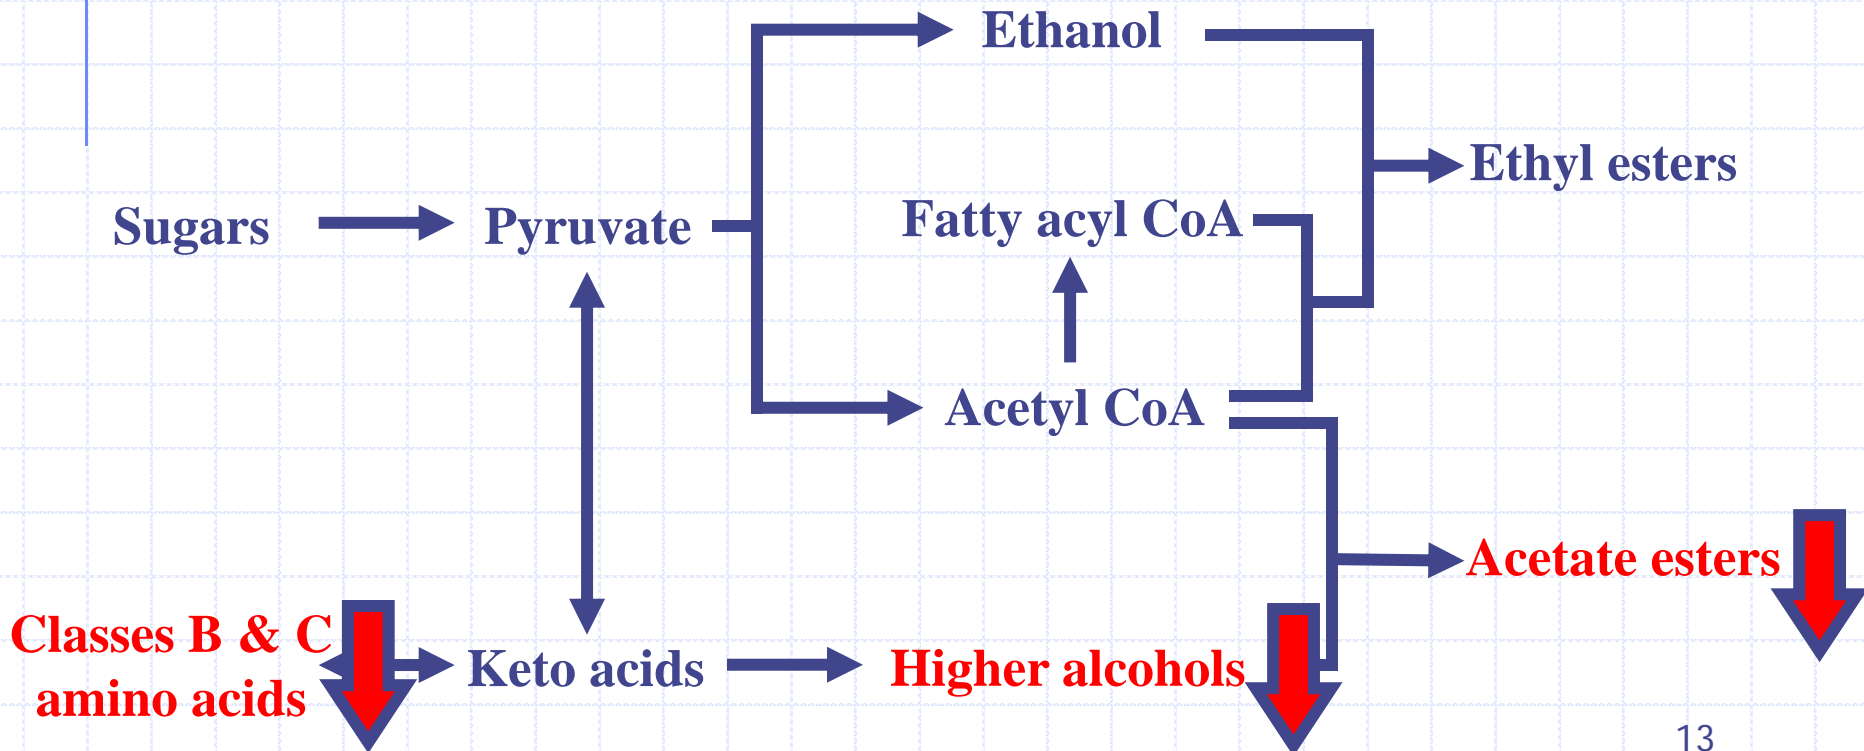 Ethanol
Ethyl esters
Sugars
Pyruvate
Fatty acyl CoA
Acetyl CoA
Acetate esters
Classes B & C
amino acids
Keto acids
Higher alcohols
13